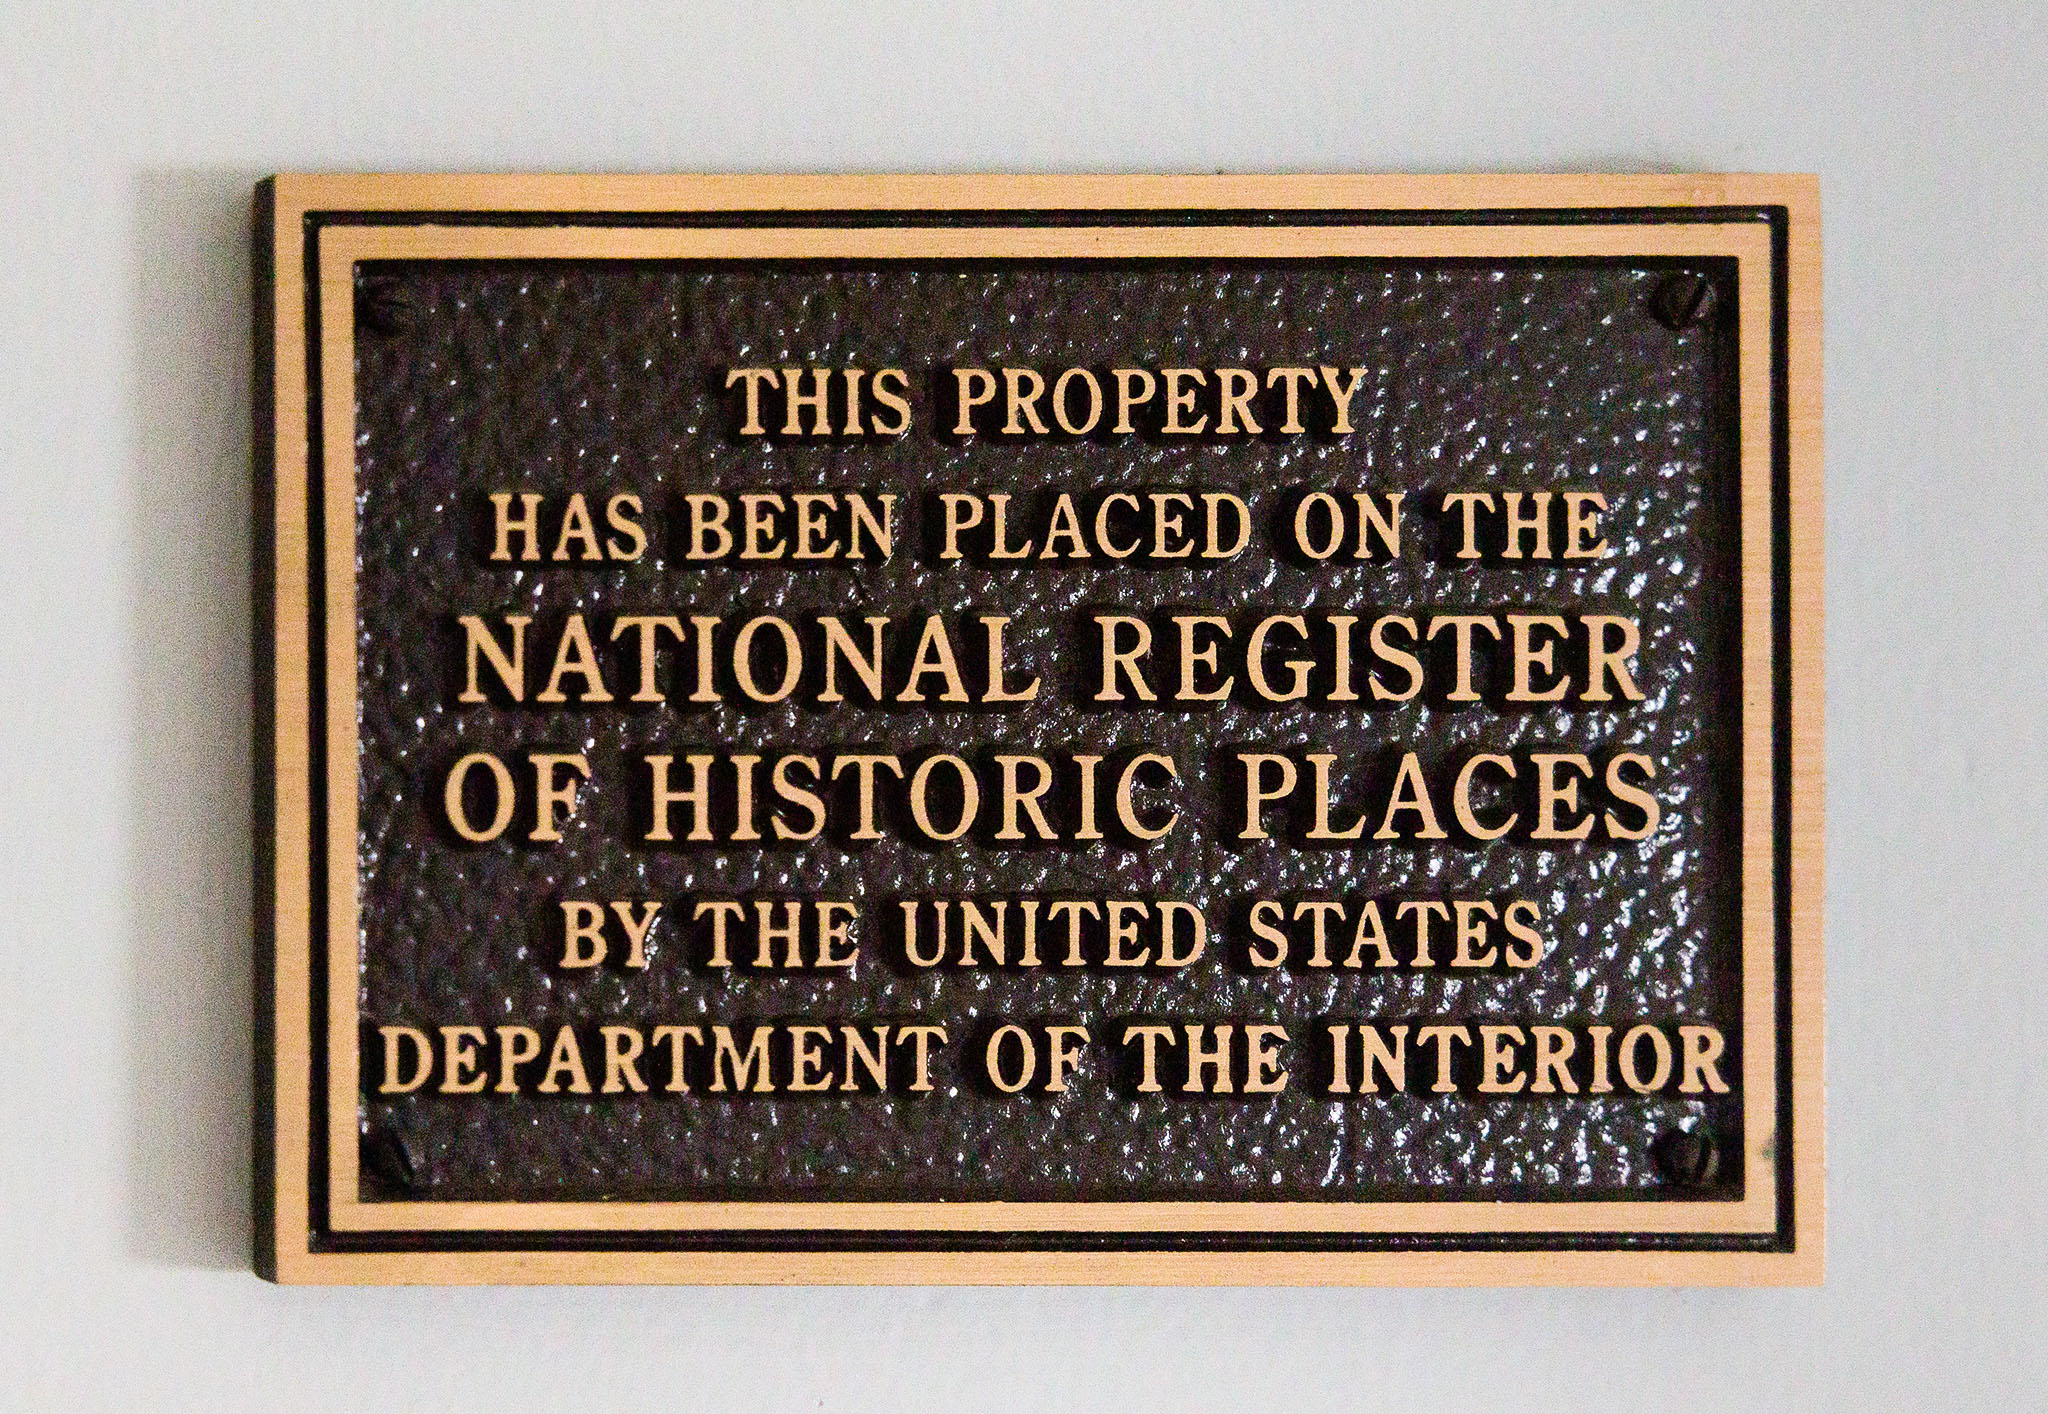 THIS PROPERTY
HAS BEEN PLACED ON THE
NATIONAL REGISTER
OF HISTORIC PLACES
BY THE UNITED STATES
DEPARTMENT OF THE INTERIOR